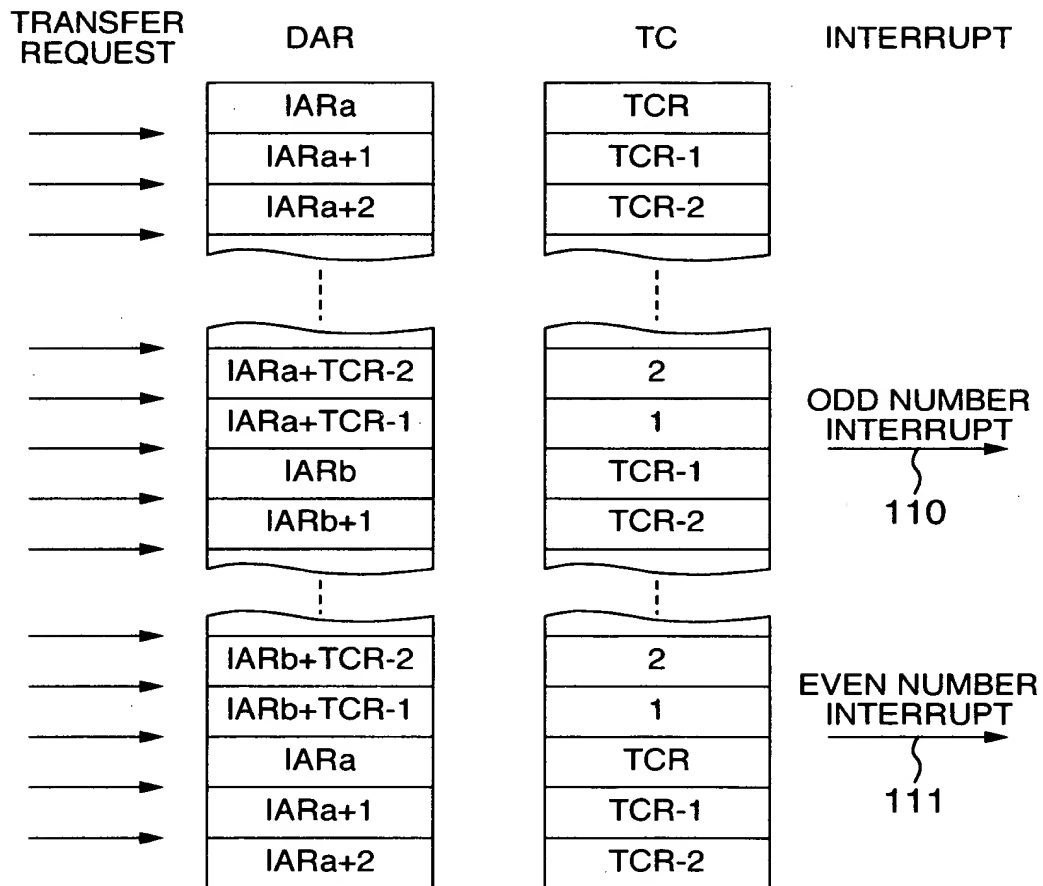 TRANSFER
REQUEST
DAR
TC
INTERRUPT
IARa
TCR
IARa+1
TCR-1
IARa+2
TCR-2
IARa+TCR-2
2
IARa+TCR-1
1
ODD NUMBER
INTERRUPT
IARb
TCR-1
IARb+1
TCR-2
110
IARb+TCR-2
2
IARb+TCR-1
1
EVEN NUMBER
INTERRUPT
IARa
TCR
IARa+1
TCR-1
111
IARa+2
TCR-2